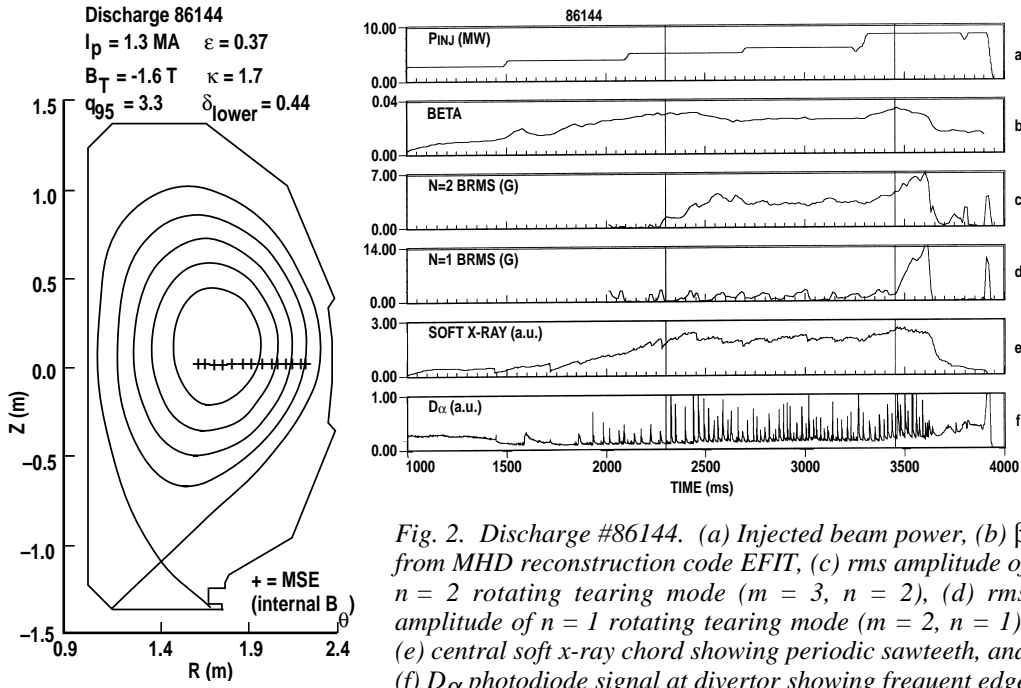 Discharge 86144
Ip = 1.3 MA ε = 0.37
BT = -1.6 T κ = 1.7
q95 = 3.3 δlower = 0.44
1.5
1.0
0.5
0.0
−0.5
−1.0
−1.5
Z (m)
+ = MSE
(internal Bθ)
0.9 1.4 1.9 2.4
R (m)
86144
10.00
PINJ (MW)
a
0.00
0.04
BETA
b
0.00
7.00
N=2 BRMS (G)
c
0.00
14.00
N=1 BRMS (G)
d
0.00
3.00
SOFT X-RAY (a.u.)
e
0.00
1.00
Dα (a.u.)
f
0.00
1000 1500 2000 2500 3000 3500 4000
TIME (ms)
Fig. 2. Discharge #86144. (a) Injected beam power, (b) β
from MHD reconstruction code EFIT, (c) rms amplitude of
n = 2 rotating tearing mode (m = 3, n = 2), (d) rms
amplitude of n = 1 rotating tearing mode (m = 2, n = 1)
(e) central soft x-ray chord showing periodic sawteeth, and
(f) Dα photodiode signal at divertor showing frequent edge